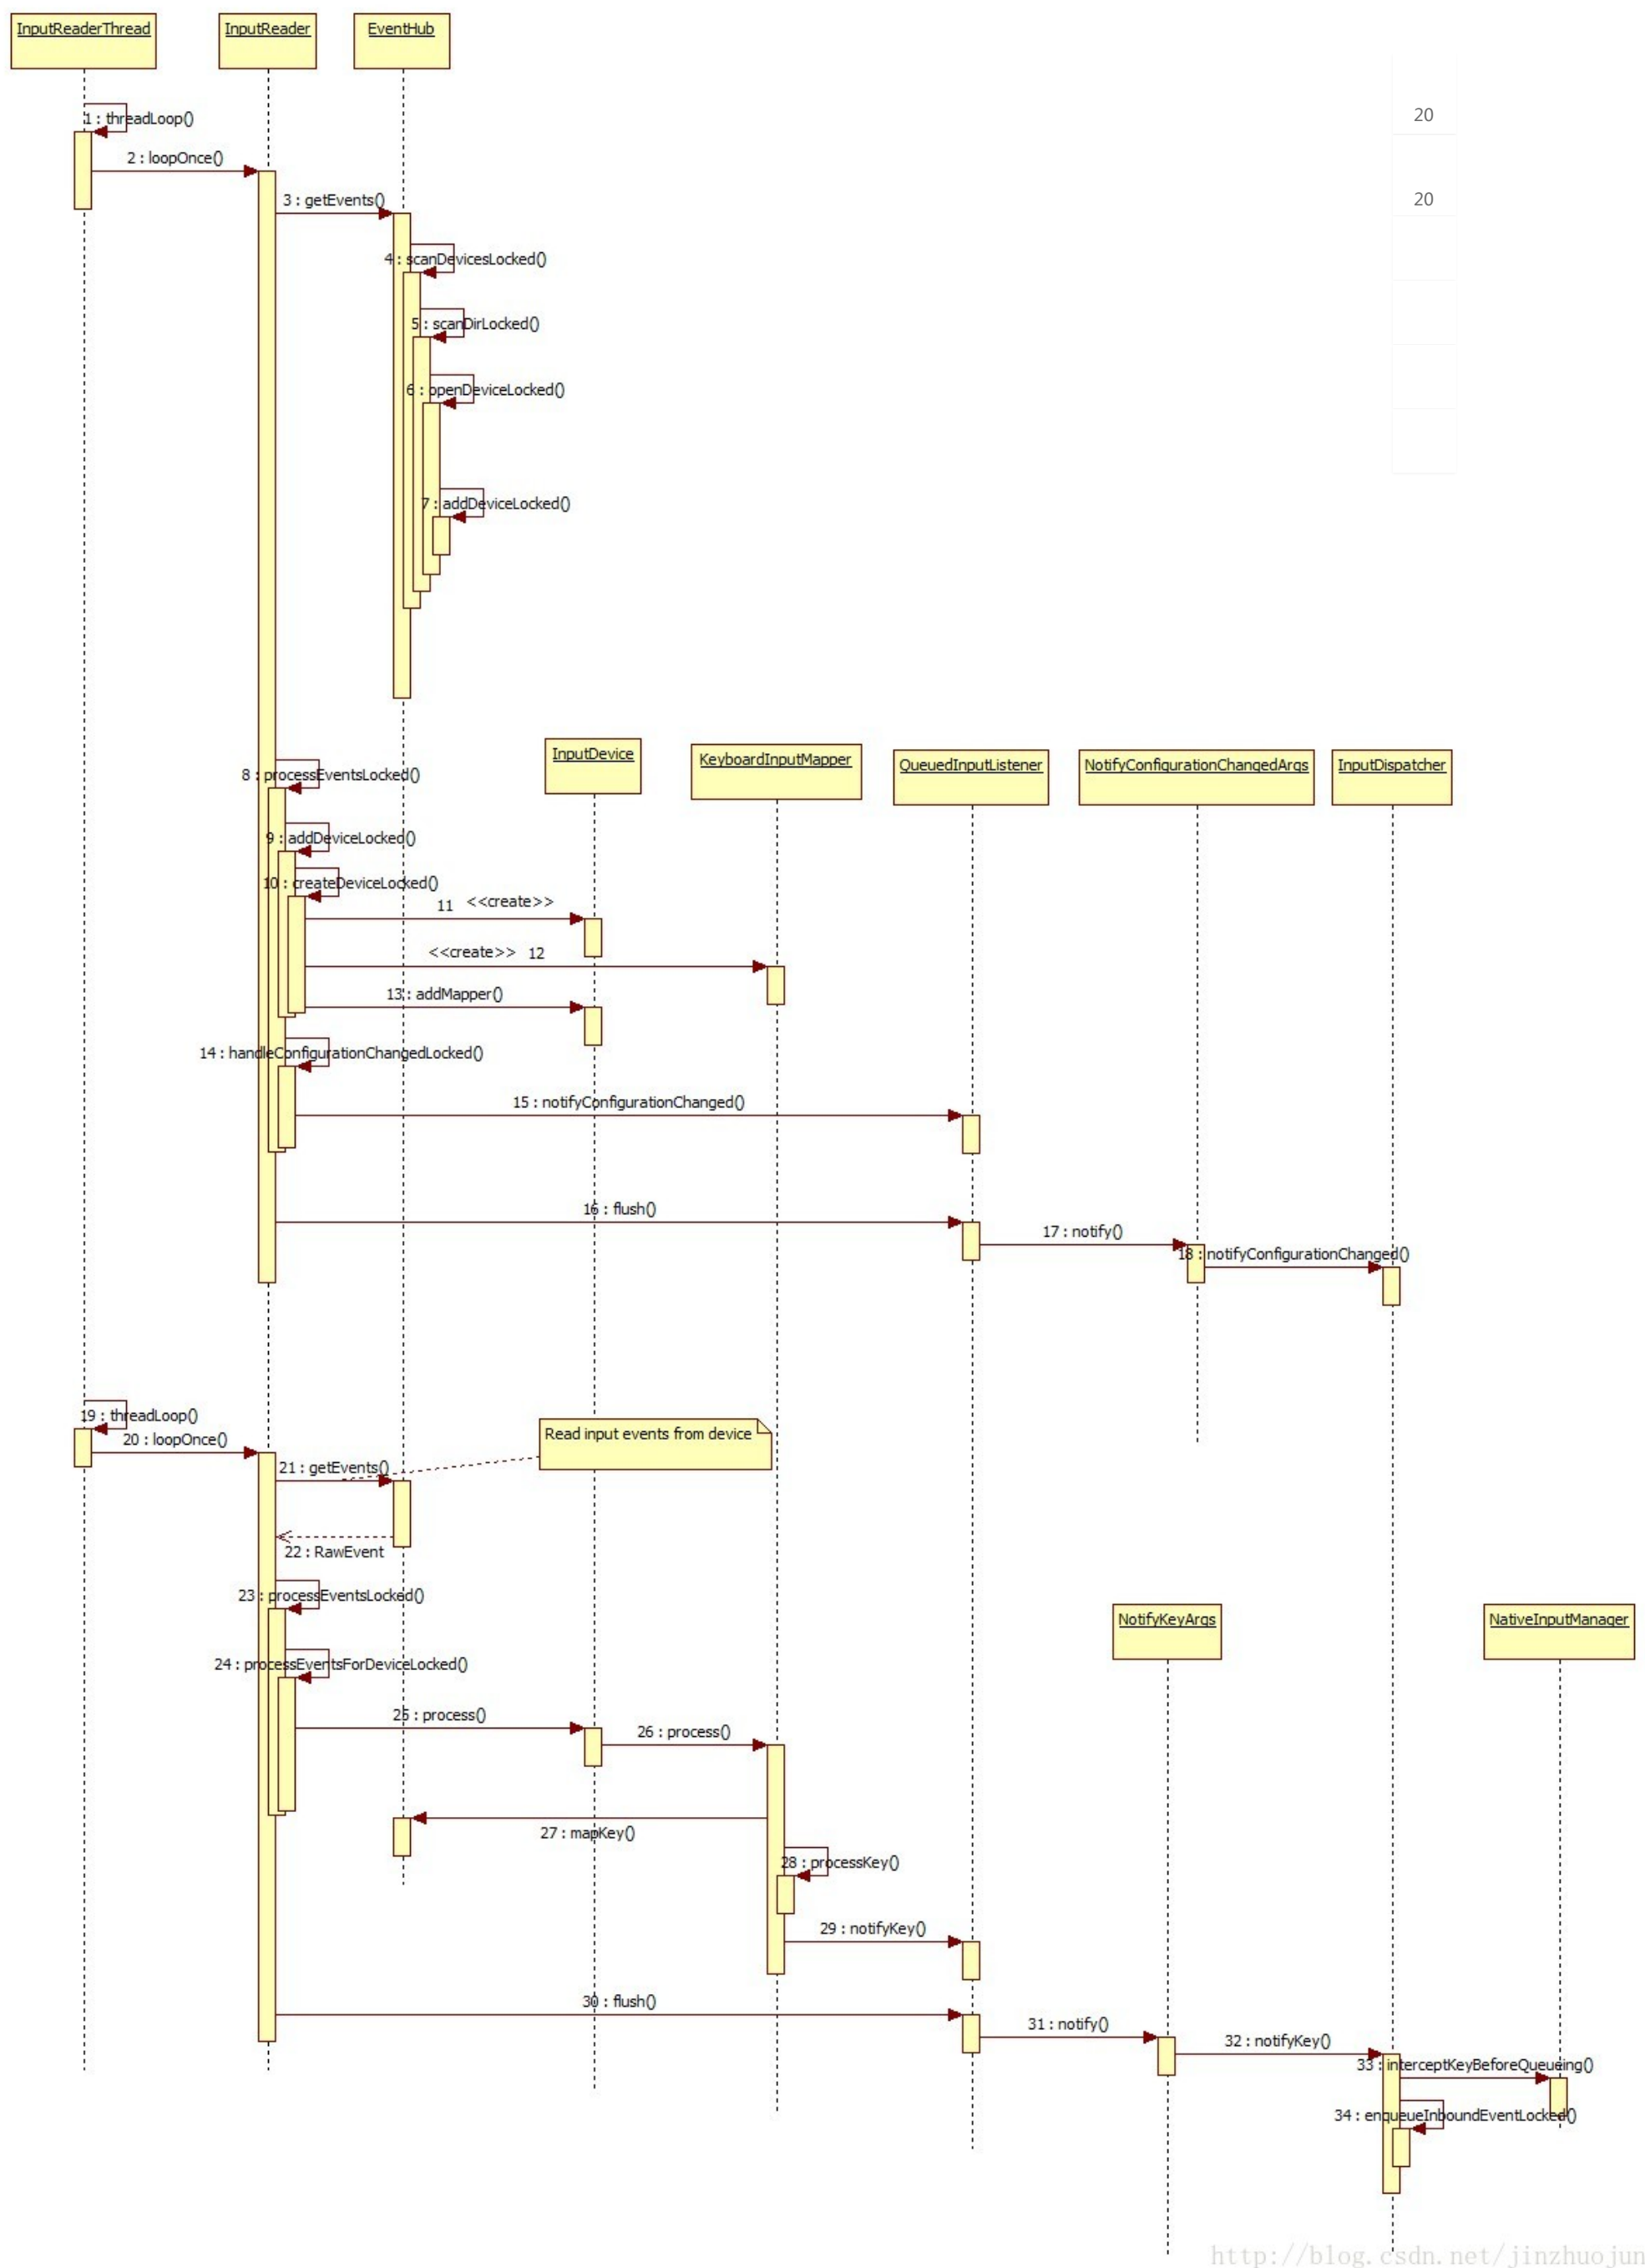 InputReaderThread
InputReader
EventHub
1 : threadLoop()
20
2 : loopOnce()
3 : getEvents()
20
4 : scanDevicesLocked()
5 : scanDirLocked()
6 : openDeviceLocked()
7 : addDeviceLocked()
InputDevice
KeyboardInputMapper
QueuedInputListener
NotifyConfigurationChangedArgs
InputDispatcher
8 : processEventsLocked()
9 : addDeviceLocked()
10 : createDeviceLocked()
11 <<create>>
<<create>> 12
13 : addMapper()
14 : handleConfigurationChangedLocked()
15 : notifyConfigurationChanged()
16 : flush()
17 : notify()
18 : notifyConfigurationChanged()
19 : threadLoop()
20 : loopOnce()
Read input events from device
21 : getEvents()
22 : RawEvent
23 : processEventsLocked()
NotifyKeyArgs
NativeInputManager
24 : processEventsForDeviceLocked()
25 : process()
26 : process()
27 : mapKey()
28 : processKey()
29 : notifyKey()
30 : flush()
31 : notify()
32 : notifyKey()
33 : interceptKeyBeforeQueueing()
34 : enqueueInboundEventLocked()
http://blog.csdn.net/jinzhuojun